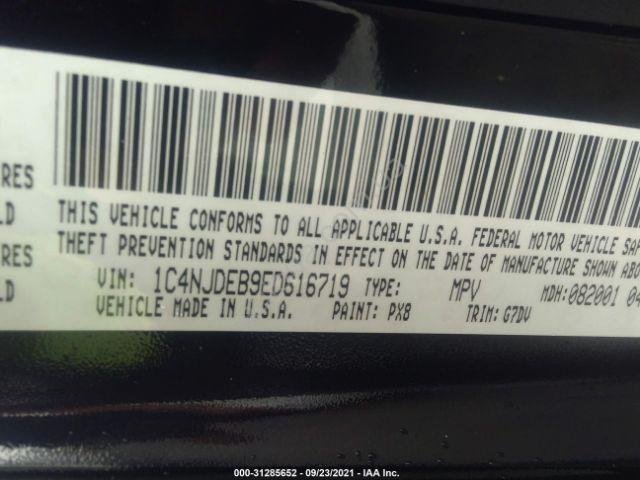 RES
LD
RES
LD
THIS VEHICLE CONFORMS TO ALL APPLICABLE U.S.A. FEDERAL MOTOR VEHICLE SAF
THEFT PREVENTION STANDARDS IN EFFECT ON THE DATE OF MANUFACTURE SHOWN ABO
VIN: 1C4NJDEB9ED616719 TYPE: MPV MDH:082001 0
VEHICLE MADE IN U.S.A. PAINT: PX8 TRIM: G7DV
000-31285652 - 09/23/2021 - IAA Inc.